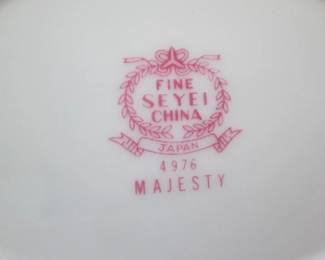 FINE
SEYEI
CHINA
JAPAN
4976
MAJESTY